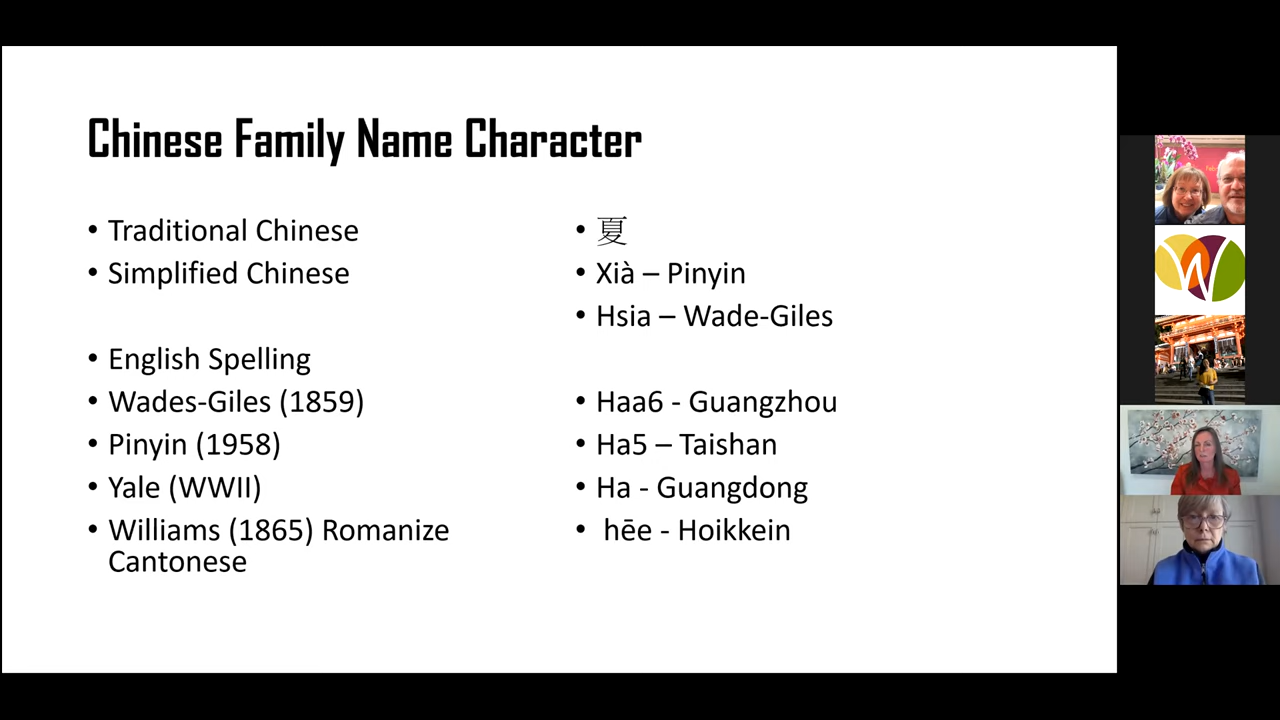 Chinese Family Name Character
• Traditional Chinese
• Simplified Chinese
• English Spelling
• Wades-Giles (1859)
• Pinyin (1958)
• Yale (WWII)
• Williams (1865) Romanize
Cantonese
• 夏
• Xià – Pinyin
• Hsia – Wade-Giles
• Haa6 - Guangzhou
• Ha5 – Taishan
• Ha - Guangdong
• hēe - Hoikkein
W